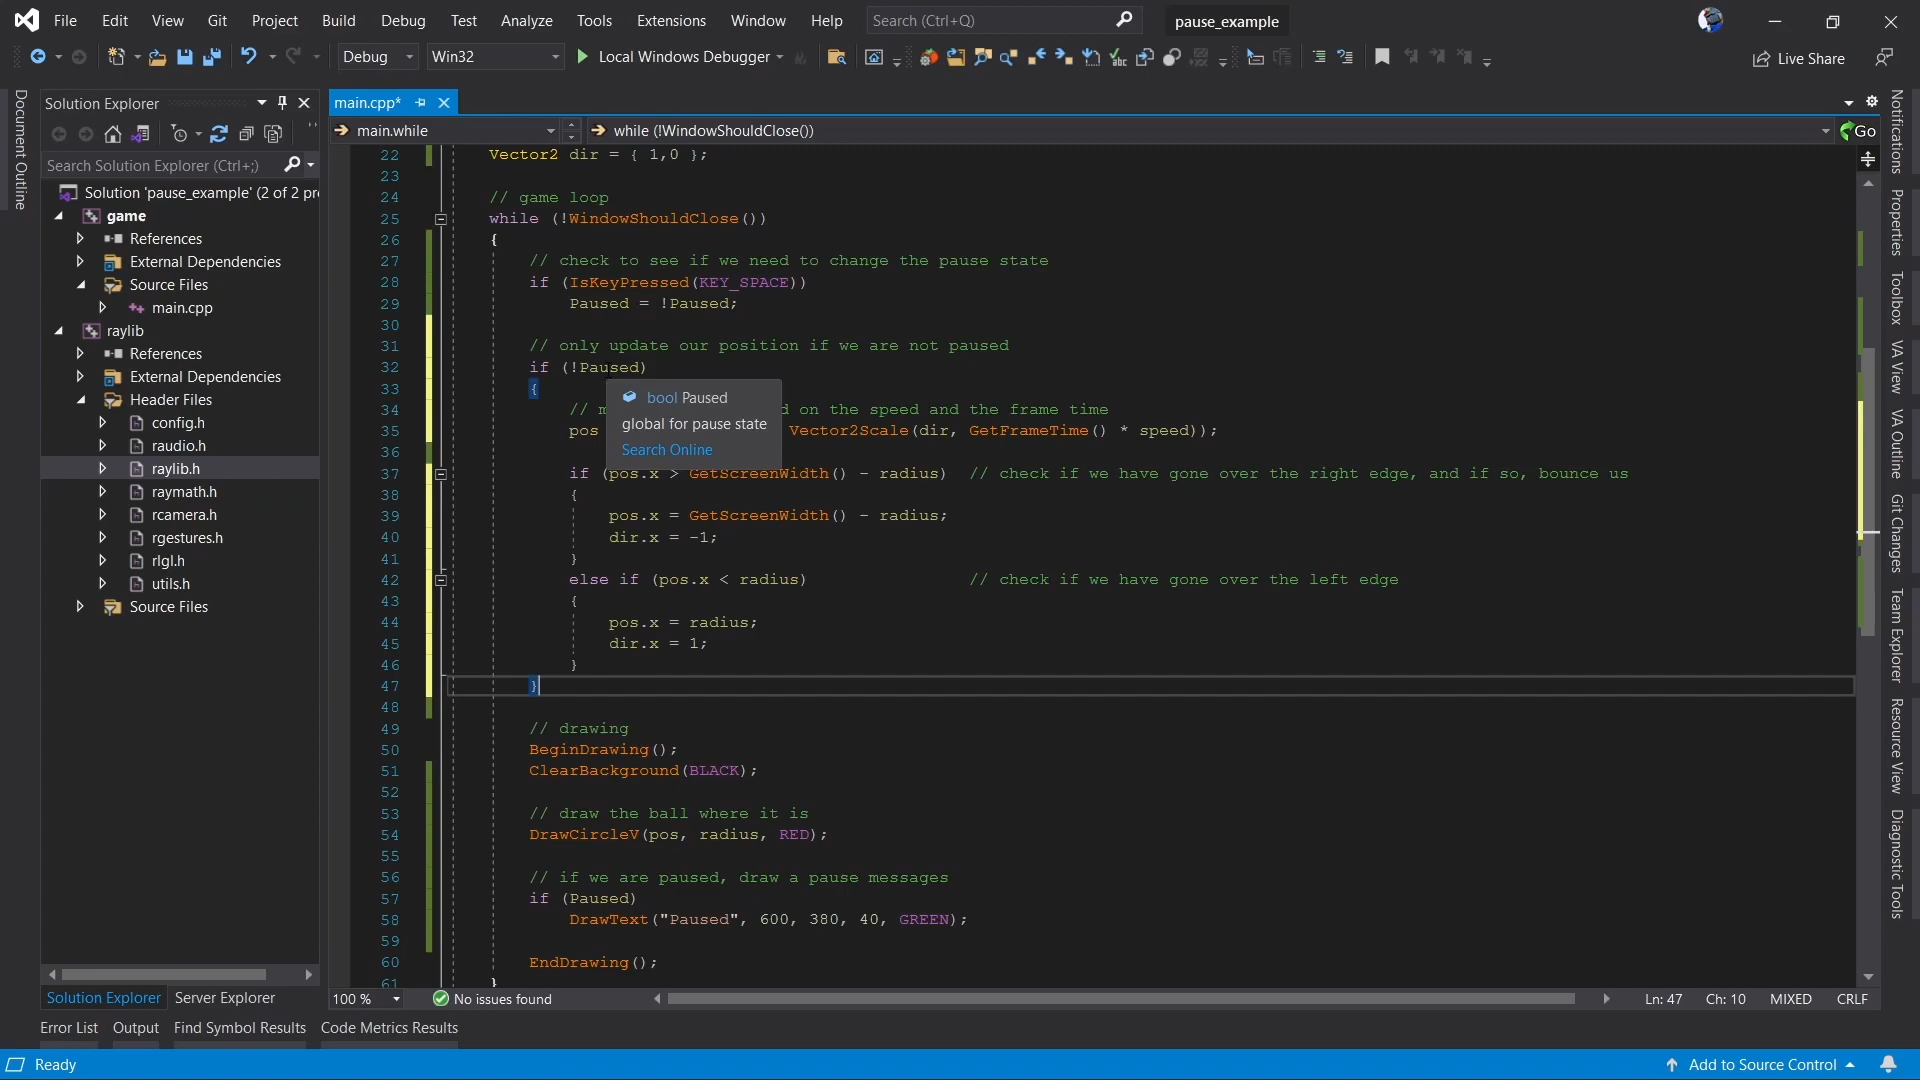 File Edit View Git Project Build Debug Test Analyze Tools Extensions Window Help Search (Ctrl+Q) pause_example
Debug Win32 Local Windows Debugger Live Share
Document Outline
Solution Explorer
Search Solution Explorer (Ctrl+;)
Solution 'pause_example' (2 of 2 pr
game
References
External Dependencies
Source Files
main.cpp
raylib
References
External Dependencies
Header Files
config.h
raudio.h
raylib.h
raymath.h
rcamera.h
rgestures.h
rlgl.h
utils.h
Source Files
Solution Explorer Server Explorer
main.cpp*
main.while while (!WindowShouldClose()) Go
22 Vector2 dir = { 1,0 };
23
24 // game loop
25 while (!WindowShouldClose())
26 {
27 // check to see if we need to change the pause state
28 if (IsKeyPressed(KEY_SPACE))
29 Paused = !Paused;
30
31 // only update our position if we are not paused
32 if (!Paused)
33 {
34 // m d on the speed and the frame time
35 pos Vector2Scale(dir, GetFrameTime() * speed));
36
37 if (pos.x > GetScreenWidth() - radius) // check if we have gone over the right edge, and if so, bounce us
38 {
39 pos.x = GetScreenWidth() - radius;
40 dir.x = -1;
41 }
42 else if (pos.x < radius) // check if we have gone over the left edge
43 {
44 pos.x = radius;
45 dir.x = 1;
46 }
47 }
48
49 // drawing
50 BeginDrawing();
51 ClearBackground(BLACK);
52
53 // draw the ball where it is
54 DrawCircleV(pos, radius, RED);
55
56 // if we are paused, draw a pause messages
57 if (Paused)
58 DrawText("Paused", 600, 380, 40, GREEN);
59
60 EndDrawing();
61 }
bool Paused
global for pause state
Search Online
100 % No issues found Ln: 47 Ch: 10 MIXED CRLF
Notifications
Properties
Toolbox
VA View
VA Outline
Git Changes
Team Explorer
Resource View
Diagnostic Tools
Error List Output Find Symbol Results Code Metrics Results
Ready Add to Source Control